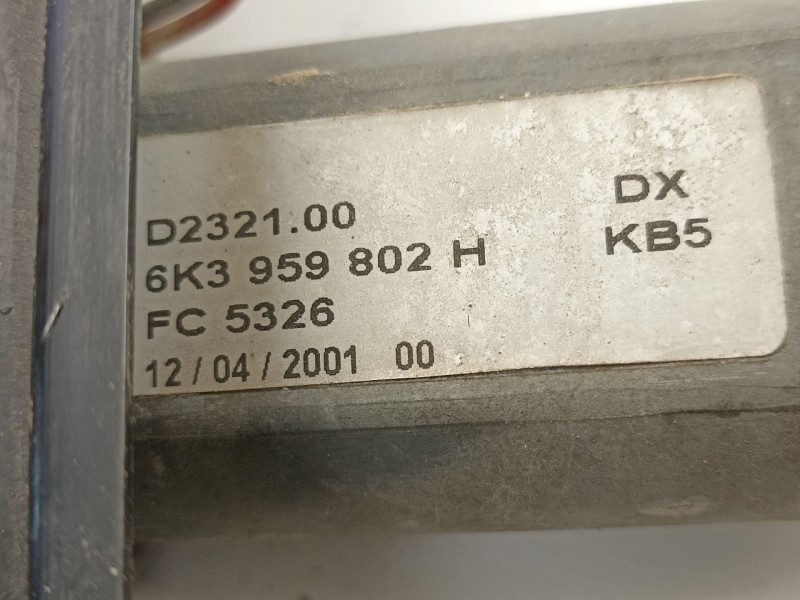 D2321.00
6K3 959 802 H
FC 5326
12/04/2001 00
DX
KB5